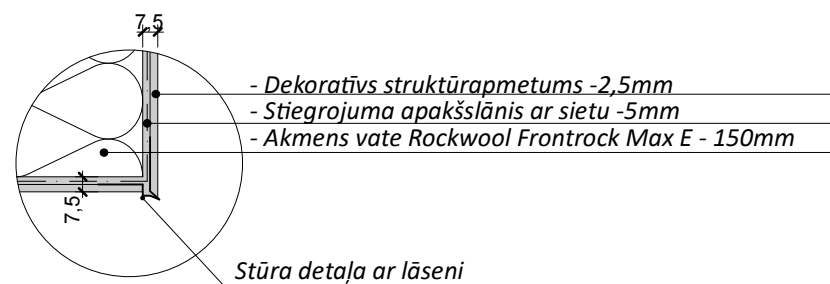 7,5
- Dekoratīvs struktūrapmetums -2,5mm
- Stiegrojuma apakšslānis ar sietu -5mm
- Akmens vate Rockwool Frontrock Max E - 150mm
7,5
Stūra detaļa ar lāseni